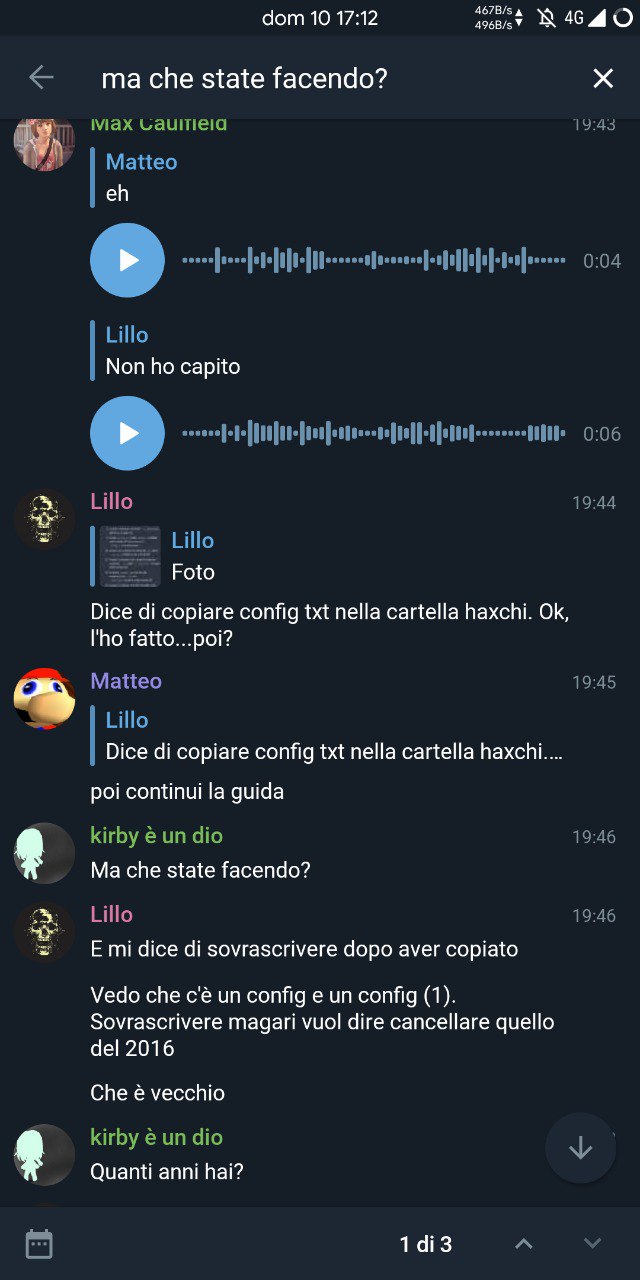 dom 10 17:12
467B/s
496B/s
4G
ma che state facendo?
Max Caulfield 19:43
Matteo
eh
0:04
Lillo
Non ho capito
0:06
Lillo 19:44
Lillo
Foto
Dice di copiare config txt nella cartella haxchi. Ok,
l'ho fatto...poi?
Matteo 19:45
Lillo
Dice di copiare config txt nella cartella haxchi....
poi continui la guida
kirby è un dio 19:46
Ma che state facendo?
Lillo 19:46
E mi dice di sovrascrivere dopo aver copiato
Vedo che c'è un config e un config (1).
Sovrascrivere magari vuol dire cancellare quello
del 2016
Che è vecchio
kirby è un dio
Quanti anni hai?
1 di 3